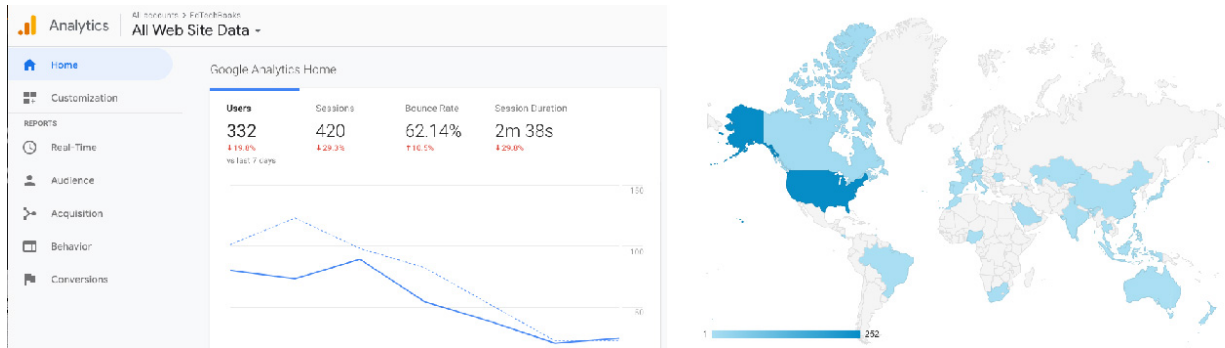 Analytics
All accounts > EdTechBooks
All Web Site Data
Home
Customization
REPORTS
Real-Time
Audience
Acquisition
Behavior
Conversions
Google Analytics Home
Users
332
↓19.8%
vs last 7 days
Sessions
420
↓29.3%
Bounce Rate
62.14%
↑10.5%
Session Duration
2m 38s
↓29.8%
150
100
50
1
252